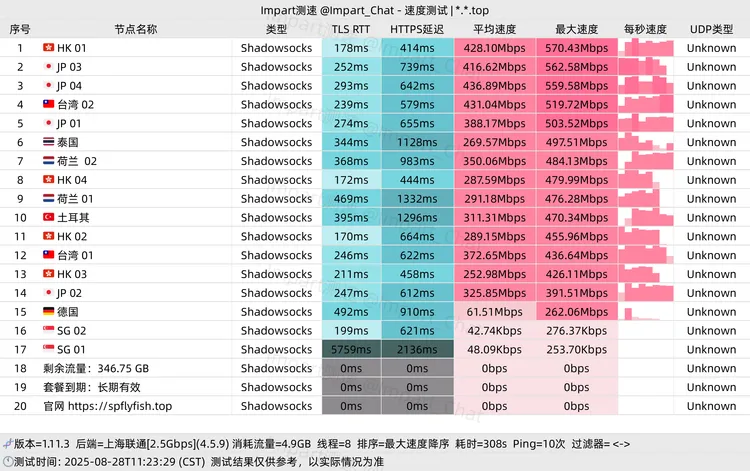 Impart测速 @Impart_Chat - 速度测试|*.*.top
序号 节点名称 类型 TLS RTT HTTPS延迟 平均速度 最大速度 每秒速度 UDP类型
1 HK 01 Shadowsocks 178ms 414ms 428.10Mbps 570.43Mbps Unknown
2 JP 03 Shadowsocks 252ms 739ms 416.62Mbps 562.58Mbps Unknown
3 JP 04 Shadowsocks 293ms 642ms 436.89Mbps 559.58Mbps Unknown
4 台湾 02 Shadowsocks 239ms 579ms 431.04Mbps 519.72Mbps Unknown
5 JP 01 Shadowsocks 274ms 655ms 388.17Mbps 503.52Mbps Unknown
6 泰国 Shadowsocks 344ms 1128ms 269.57Mbps 497.51Mbps Unknown
7 荷兰 02 Shadowsocks 368ms 983ms 350.06Mbps 484.13Mbps Unknown
8 HK 04 Shadowsocks 172ms 444ms 287.59Mbps 479.99Mbps Unknown
9 荷兰 01 Shadowsocks 469ms 1332ms 291.18Mbps 476.28Mbps Unknown
10 土耳其 Shadowsocks 395ms 1296ms 311.31Mbps 470.34Mbps Unknown
11 HK 02 Shadowsocks 170ms 664ms 289.15Mbps 455.96Mbps Unknown
12 台湾 01 Shadowsocks 246ms 622ms 372.65Mbps 436.64Mbps Unknown
13 HK 03 Shadowsocks 211ms 458ms 252.98Mbps 426.11Mbps Unknown
14 JP 02 Shadowsocks 247ms 612ms 325.85Mbps 391.51Mbps Unknown
15 德国 Shadowsocks 492ms 910ms 61.51Mbps 262.06Mbps Unknown
16 SG 02 Shadowsocks 199ms 621ms 42.74Kbps 276.37Kbps Unknown
17 SG 01 Shadowsocks 5759ms 2136ms 48.09Kbps 253.70Kbps Unknown
18 剩余流量：346.75 GB Shadowsocks 0ms 0ms 0bps 0bps Unknown
19 套餐到期：长期有效 Shadowsocks 0ms 0ms 0bps 0bps Unknown
20 官网 https://spflyfish.top Shadowsocks 0ms 0ms 0bps 0bps Unknown
版本=1.11.3 后端=上海联通[2.5Gbps](4.5.9) 消耗流量=4.9GB 线程=8 排序=最大速度降序 耗时=308s Ping=10次 过滤器= <->
测试时间：2025-08-28T11:23:29 (CST) 测试结果仅供参考，以实际情况为准